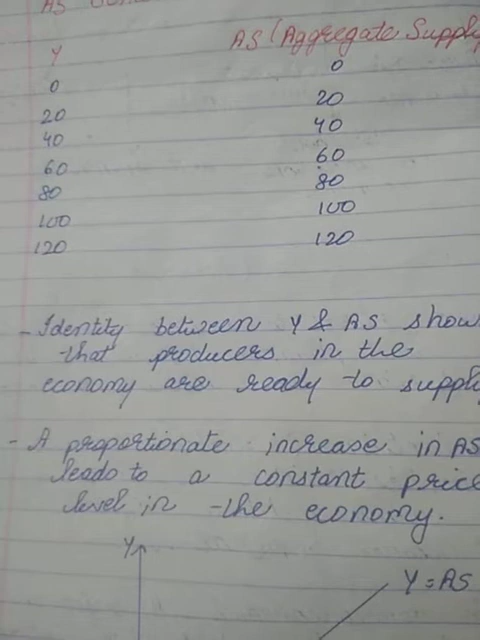 AS
Y AS (Aggregate Supply
0 0
20 20
40 40
60 60
80 80
100 100
120 120
- Identity between Y & AS show
that producers in the
economy are ready to supply
- A proportionate increase in AS
leads to a constant price
level in the economy.
Y
Y = AS